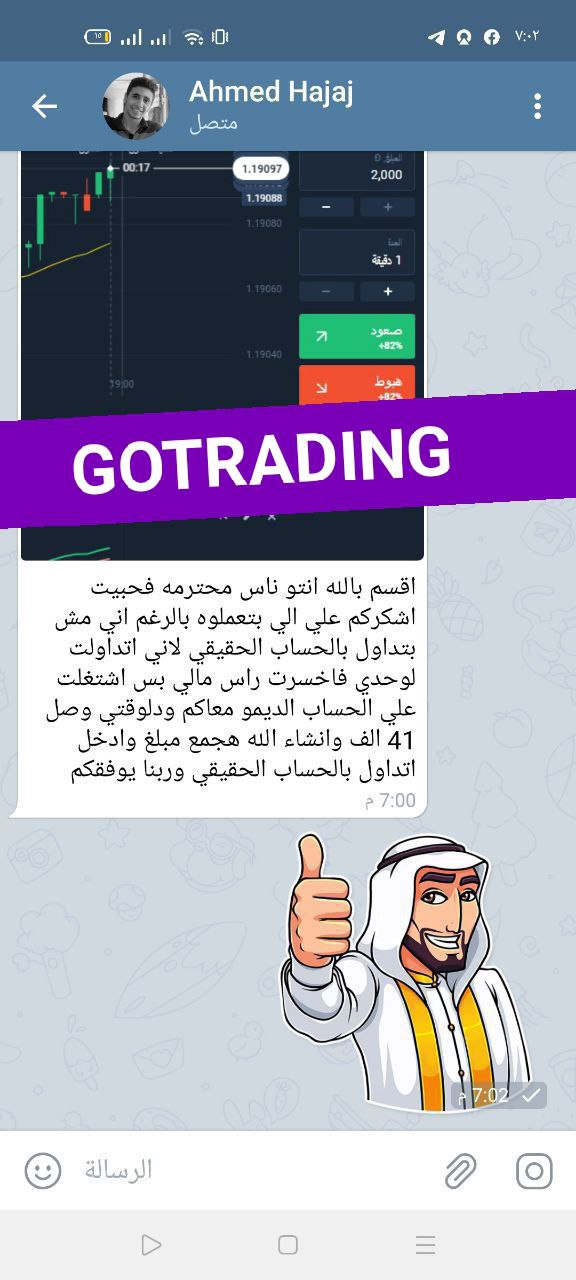 ٧:٠٢
Ahmed Hajaj
متصل
00:17
1.19097
1.19088
1.19080
1.19060
1.19040
19:00
2,000
المدة
1 دقيقة
صعود
+82%
هبوط
+82%
GOTRADING
اقسم بالله انتو ناس محترمه فحبيت
اشكركم علي الي بتعملوه بالرغم اني مش
بتداول بالحساب الحقيقي لاني اتداولت
لوحدي فاخسرت راس مالي بس اشتغلت
علي الحساب الديمو معاكم ودلوقتي وصل
41 الف وانشاء الله هجمع مبلغ وادخل
اتداول بالحساب الحقيقي وربنا يوفقكم
7:00 م
7:02 م
الرسالة